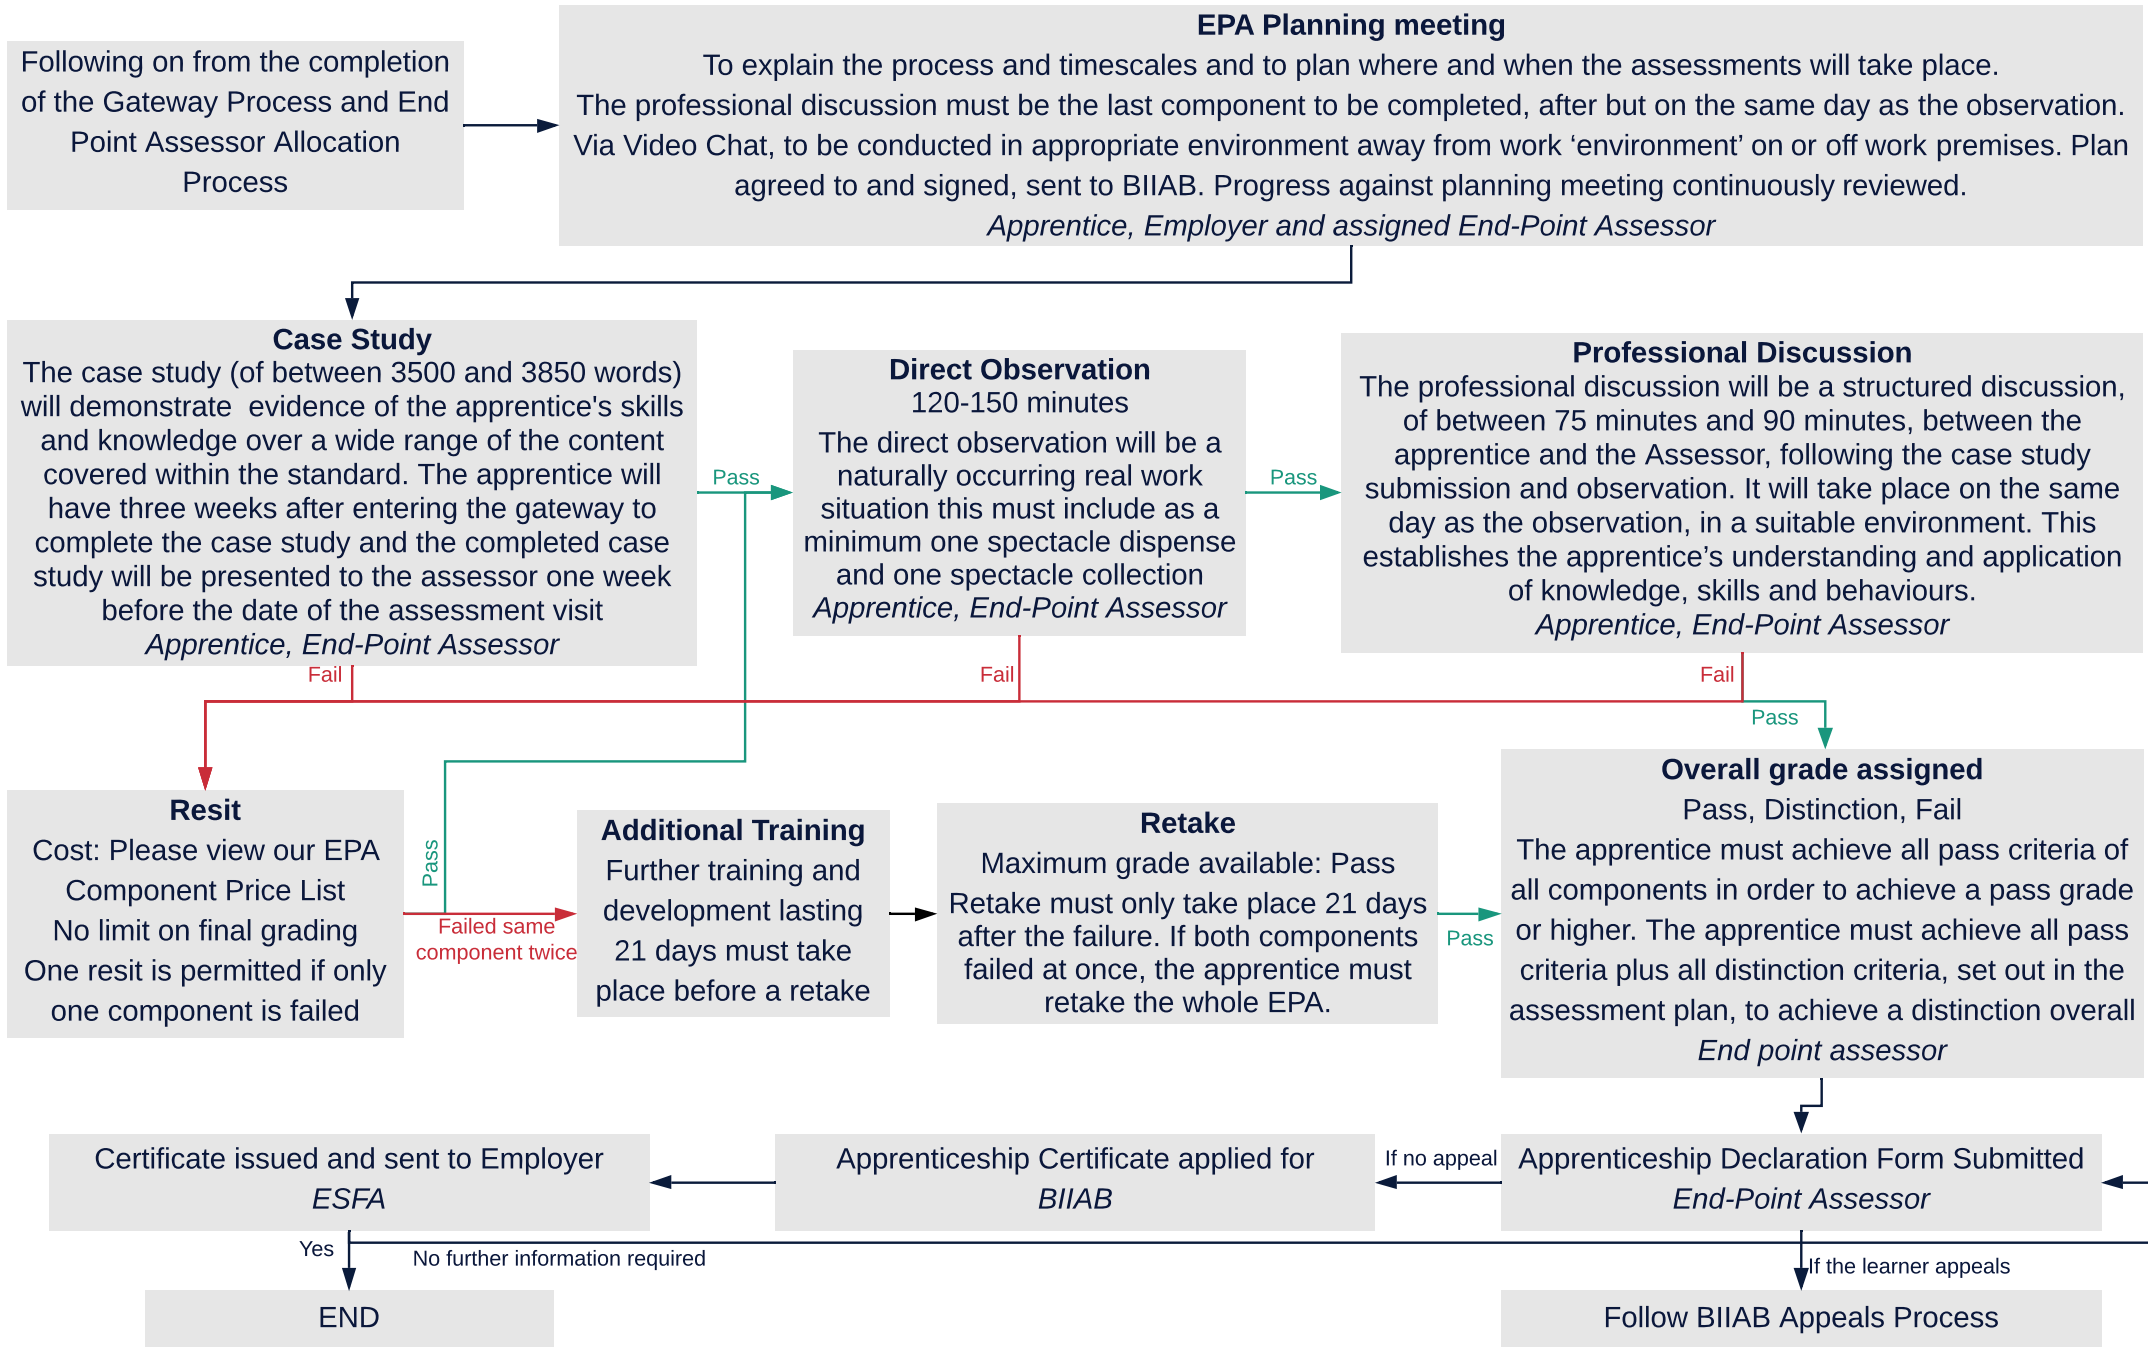 Following on from the completion
of the Gateway Process and End
Point Assessor Allocation
Process
EPA Planning meeting
To explain the process and timescales and to plan where and when the assessments will take place.
The professional discussion must be the last component to be completed, after but on the same day as the observation.
Via Video Chat, to be conducted in appropriate environment away from work ‘environment’ on or off work premises. Plan
agreed to and signed, sent to BIIAB. Progress against planning meeting continuously reviewed.
Apprentice, Employer and assigned End-Point Assessor
Case Study
The case study (of between 3500 and 3850 words)
will demonstrate  evidence of the apprentice's skills
and knowledge over a wide range of the content
covered within the standard. The apprentice will
have three weeks after entering the gateway to
complete the case study and the completed case
study will be presented to the assessor one week
before the date of the assessment visit
Apprentice, End-Point Assessor
Pass
Direct Observation
120-150 minutes
The direct observation will be a
naturally occurring real work
situation this must include as a
minimum one spectacle dispense
and one spectacle collection
Apprentice, End-Point Assessor
Pass
Professional Discussion
The professional discussion will be a structured discussion,
of between 75 minutes and 90 minutes, between the
apprentice and the Assessor, following the case study
submission and observation. It will take place on the same
day as the observation, in a suitable environment. This
establishes the apprentice’s understanding and application
of knowledge, skills and behaviours.
Apprentice, End-Point Assessor
Fail
Fail
Fail
Pass
Resit
Cost: Please view our EPA
Component Price List
No limit on final grading
One resit is permitted if only
one component is failed
Pass
Failed same
component twice
Additional Training
Further training and
development lasting
21 days must take
place before a retake
Retake
Maximum grade available: Pass
Retake must only take place 21 days
after the failure. If both components
failed at once, the apprentice must
retake the whole EPA.
Pass
Overall grade assigned
Pass, Distinction, Fail
The apprentice must achieve all pass criteria of
all components in order to achieve a pass grade
or higher. The apprentice must achieve all pass
criteria plus all distinction criteria, set out in the
assessment plan, to achieve a distinction overall
End point assessor
Certificate issued and sent to Employer
ESFA
Apprenticeship Certificate applied for
BIIAB
If no appeal
Apprenticeship Declaration Form Submitted
End-Point Assessor
Yes
No further information required
If the learner appeals
END
Follow BIIAB Appeals Process